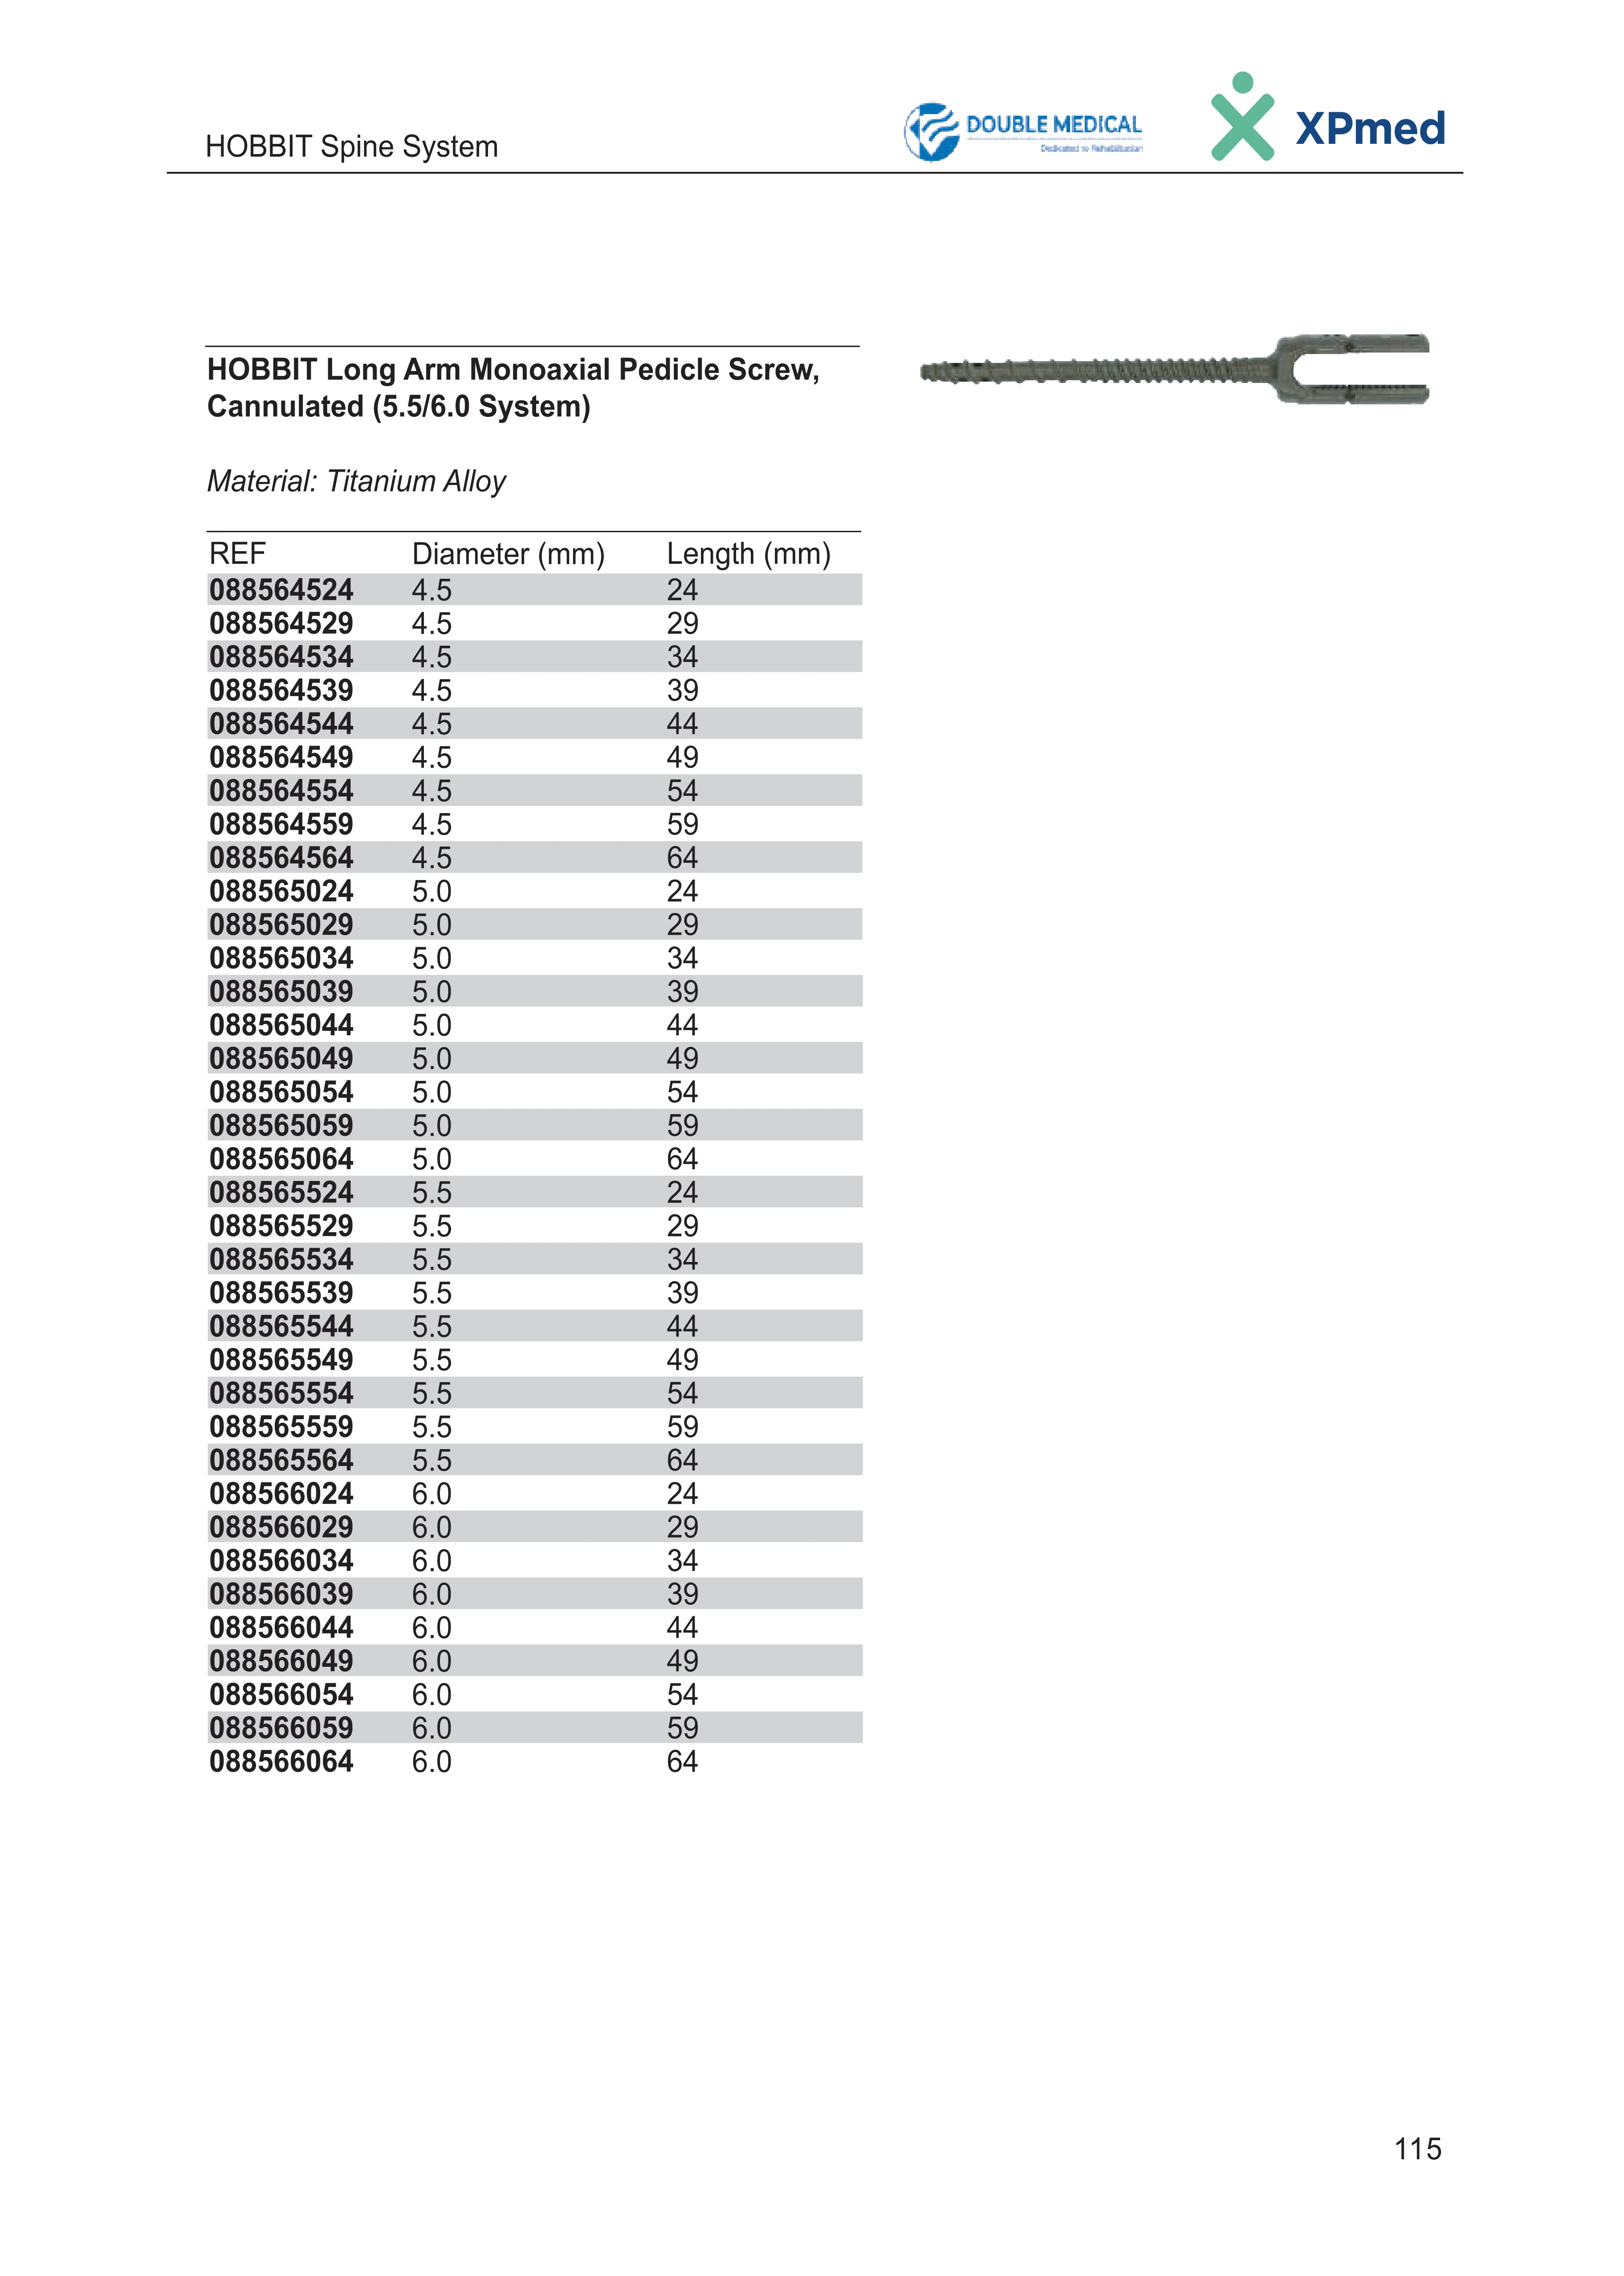 HOBBIT Spine System
DOUBLE MEDICAL
Dedicated to Rehabilitation
XPmed
HOBBIT Long Arm Monoaxial Pedicle Screw,
Cannulated (5.5/6.0 System)
Material: Titanium Alloy
REF Diameter (mm) Length (mm)
088564524 4.5 24
088564529 4.5 29
088564534 4.5 34
088564539 4.5 39
088564544 4.5 44
088564549 4.5 49
088564554 4.5 54
088564559 4.5 59
088564564 4.5 64
088565024 5.0 24
088565029 5.0 29
088565034 5.0 34
088565039 5.0 39
088565044 5.0 44
088565049 5.0 49
088565054 5.0 54
088565059 5.0 59
088565064 5.0 64
088565524 5.5 24
088565529 5.5 29
088565534 5.5 34
088565539 5.5 39
088565544 5.5 44
088565549 5.5 49
088565554 5.5 54
088565559 5.5 59
088565564 5.5 64
088566024 6.0 24
088566029 6.0 29
088566034 6.0 34
088566039 6.0 39
088566044 6.0 44
088566049 6.0 49
088566054 6.0 54
088566059 6.0 59
088566064 6.0 64
115